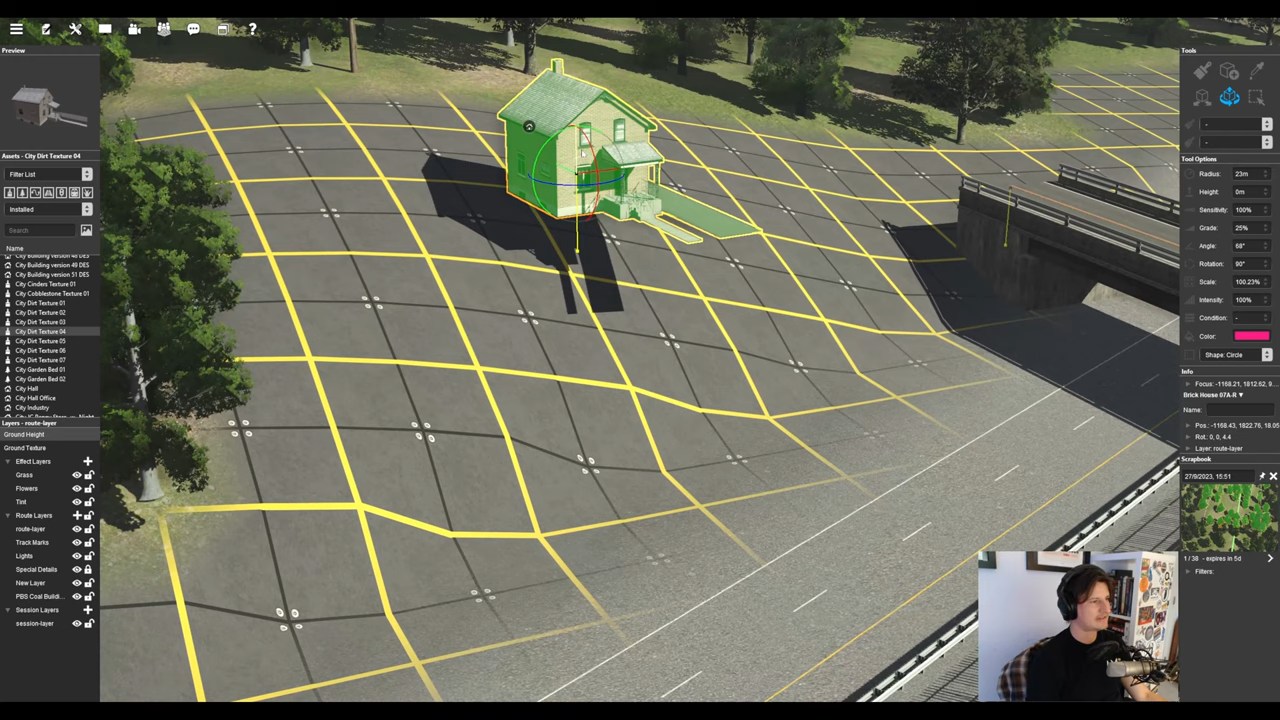 Preview
Assets - City Dirt Texture 04
Filter List
Installed
Search
Name
City Building version 49 DES
City Building version 50 DES
City Building version 51 DES
City Cinders Texture 01
City Cobblestone Texture 01
City Dirt Texture 01
City Dirt Texture 02
City Dirt Texture 03
City Dirt Texture 04
City Dirt Texture 05
City Dirt Texture 06
City Dirt Texture 07
City Garden Bed 01
City Garden Bed 02
City Hall
City Hall Office
City Industry
Layers - route-layer
Ground Height
Ground Texture
Effect Layers
Grass
Flowers
Tint
Route Layers
route-layer
Track Marks
Lights
Special Details
New Layer
PBS Coal Buildi...
Session Layers
session-layer
Tools
-
-
Tool Options
Radius: 23m
Height: 0m
Sensitivity: 100%
Grade: 25%
Angle: 68°
Rotation: 90°
Scale: 100.23%
Intensity: 100%
Condition: -
Color:
Shape: Circle
Info
Focus: -1168.21, 1812.62, 9...
Brick House 07A-R
Name:
Pos.: -1168.43, 1822.76, 18.05
Rot.: 0, 0, 4.4
Layer: route-layer
Scrapbook
27/9/2023, 15:51
1 / 38 - expires in 5d
Filters: